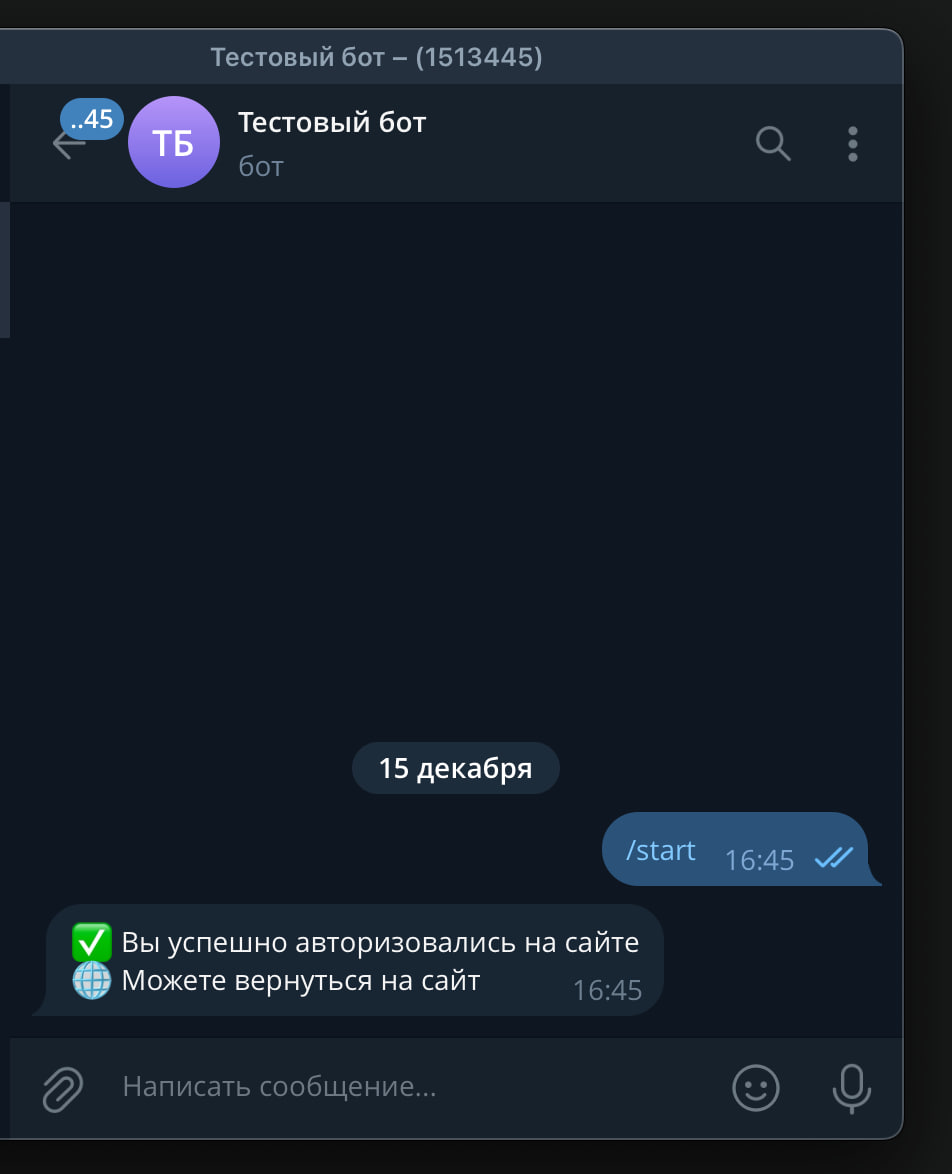 Тестовый бот – (1513445)
..45
ТБ
Тестовый бот
бот
15 декабря
/start 16:45
✅ Вы успешно авторизовались на сайте
🌐 Можете вернуться на сайт 16:45
Написать сообщение...